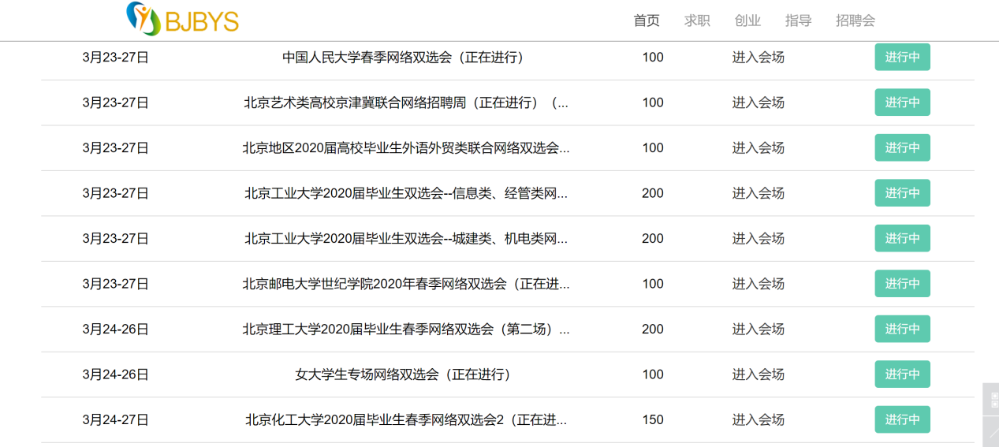 BJBYS 首页 求职 创业 指导 招聘会
3月23-27日 中国人民大学春季网络双选会（正在进行） 100 进入会场 进行中
3月23-27日 北京艺术类高校京津冀联合网络招聘周（正在进行）（... 100 进入会场 进行中
3月23-27日 北京地区2020届高校毕业生外语外贸类联合网络双选会... 100 进入会场 进行中
3月23-27日 北京工业大学2020届毕业生双选会--信息类、经管类网... 200 进入会场 进行中
3月23-27日 北京工业大学2020届毕业生双选会--城建类、机电类网... 200 进入会场 进行中
3月23-27日 北京邮电大学世纪学院2020年春季网络双选会（正在进... 100 进入会场 进行中
3月24-26日 北京理工大学2020届毕业生春季网络双选会（第二场）... 200 进入会场 进行中
3月24-26日 女大学生专场网络双选会（正在进行） 100 进入会场 进行中
3月24-27日 北京化工大学2020届毕业生春季网络双选会2（正在进... 150 进入会场 进行中